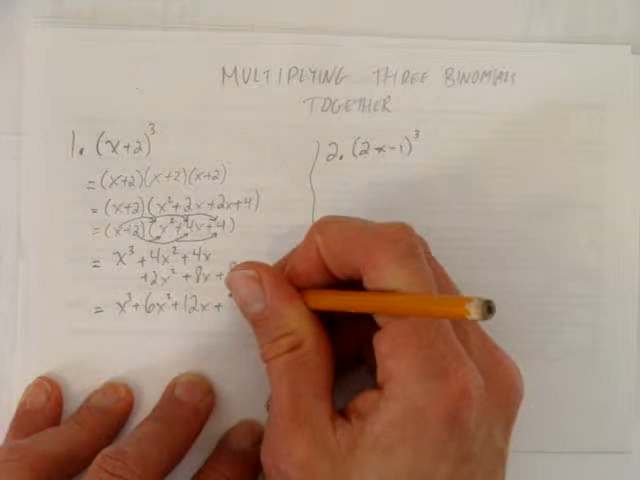 MULTIPLYING THREE BINOMIALS
TOGETHER
1. (x+2)³
= (x+2)(x+2)(x+2)
= (x+2)(x²+2x+2x+4)
= (x+2)(x²+4x+4)
= x³+4x²+4x
+2x²+8x+
= x³+6x²+12x+
2. (2x-1)³